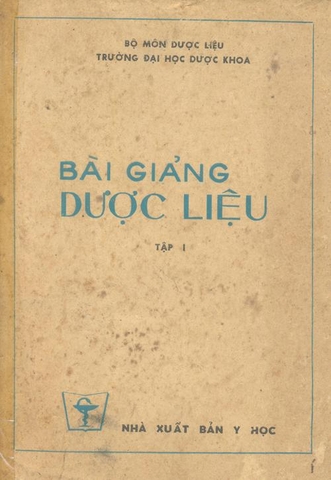 BỘ MÔN DƯỢC LIỆU
TRƯỜNG ĐẠI HỌC DƯỢC KHOA
BÀI GIẢNG
DƯỢC LIỆU
TẬP I
NHÀ XUẤT BẢN Y HỌC